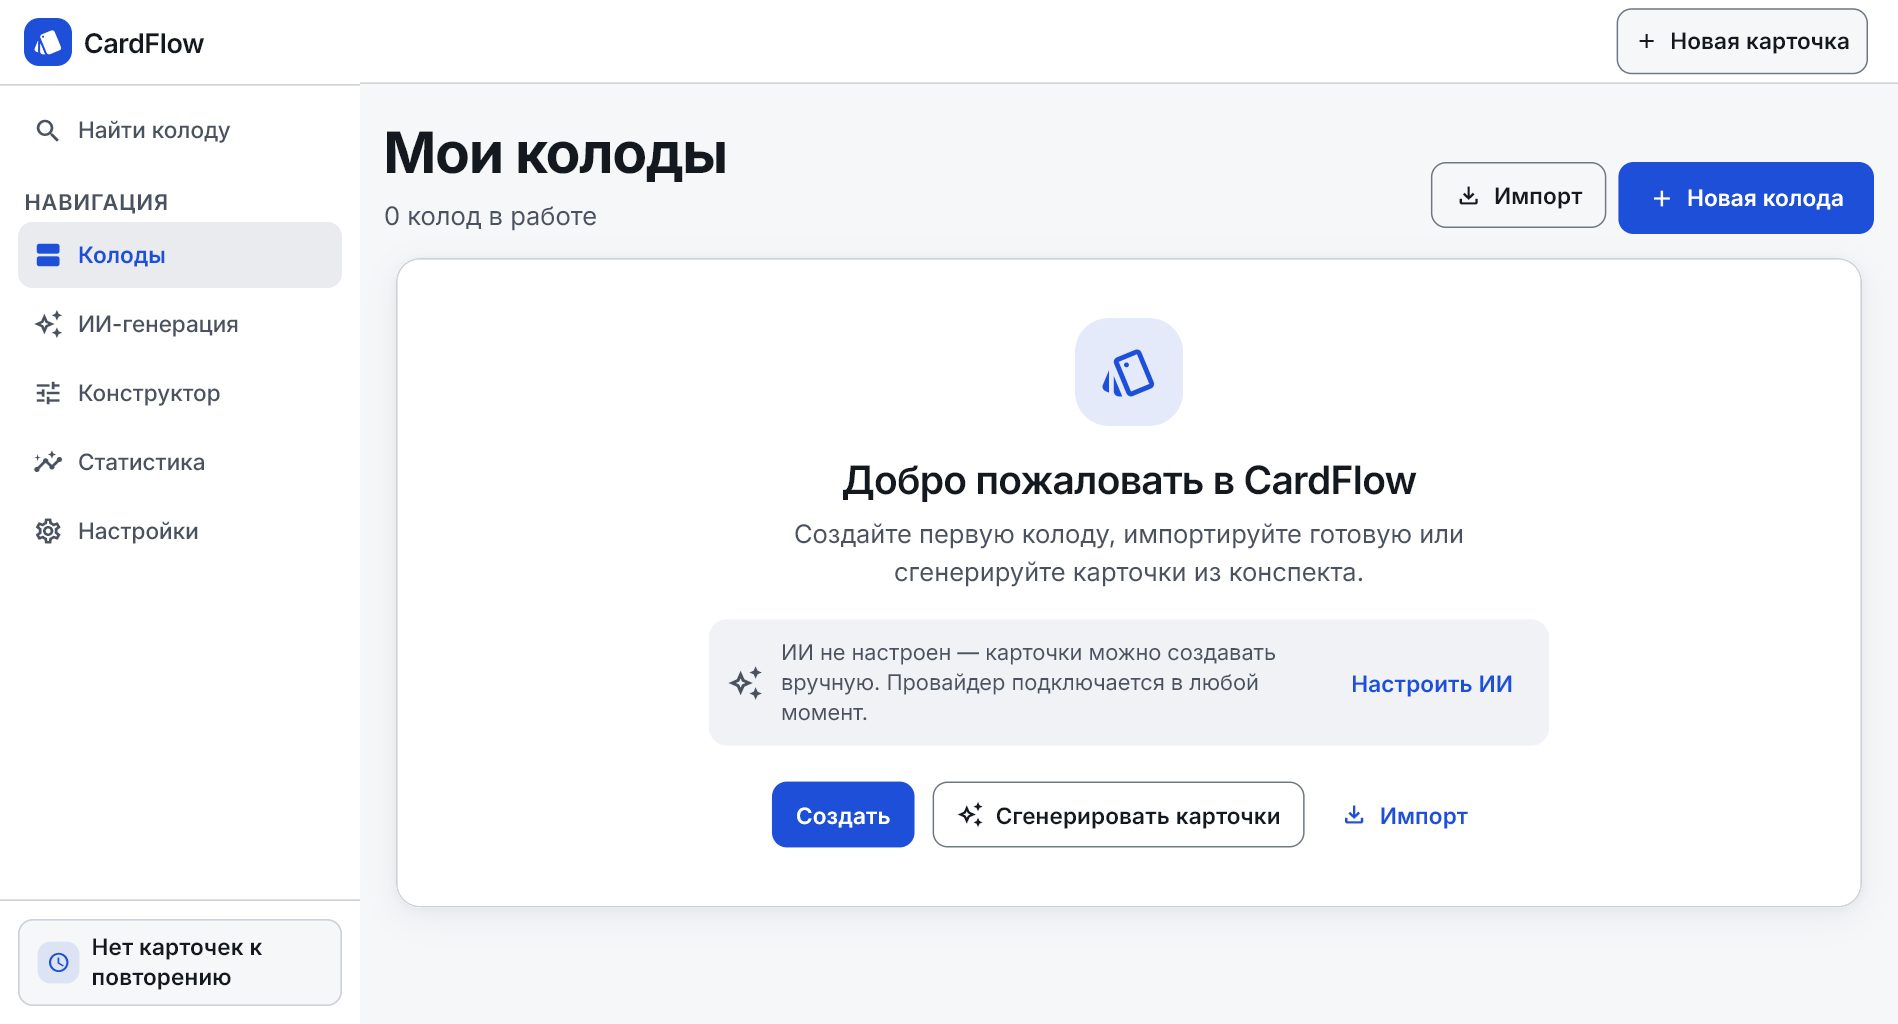 CardFlow
Новая карточка
Найти колоду
НАВИГАЦИЯ
Колоды
ИИ-генерация
Конструктор
Статистика
Настройки
Нет карточек к
повторению
Мои колоды
0 колод в работе
Импорт
Новая колода
Добро пожаловать в CardFlow
Создайте первую колоду, импортируйте готовую или
сгенерируйте карточки из конспекта.
ИИ не настроен — карточки можно создавать
вручную. Провайдер подключается в любой
момент.
Настроить ИИ
Создать
Сгенерировать карточки
Импорт